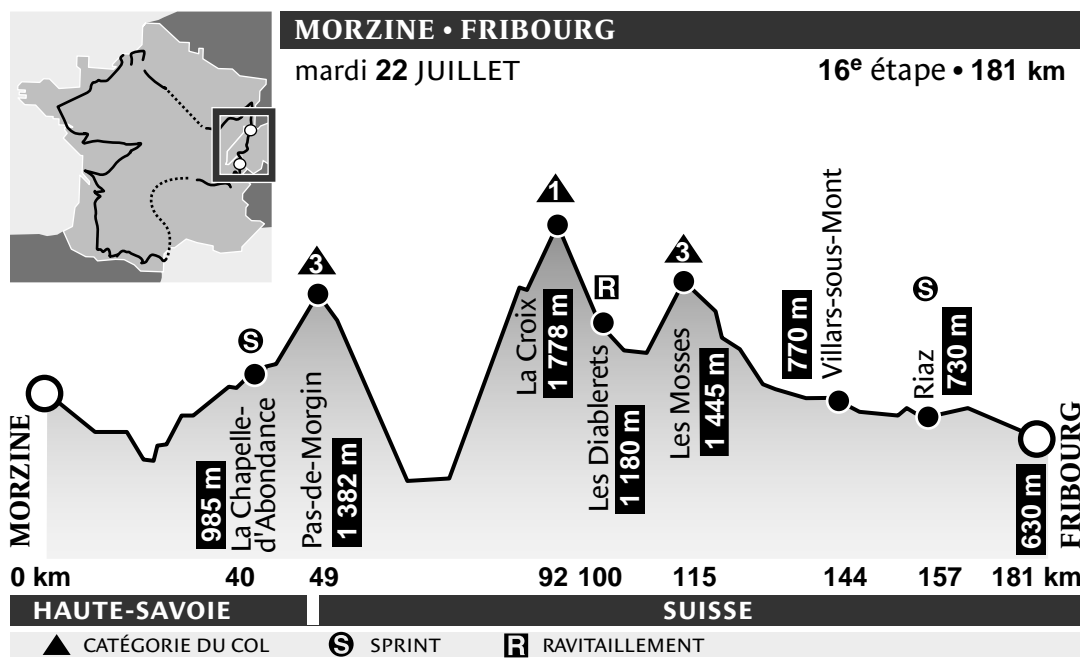 MORZINE • FRIBOURG
mardi 22 JUILLET
16e étape • 181 km
3
1
3
S
R
S
MORZINE
985 m
La Chapelle-
d'Abondance
Pas-de-Morgin
1 382 m
La Croix
1 778 m
Les Diablerets
1 180 m
Les Mosses
1 445 m
770 m
Villars-sous-Mont
Riaz
730 m
630 m
FRIBOURG
0 km 40 49 92 100 115 144 157 181 km
HAUTE-SAVOIE SUISSE
CATÉGORIE DU COL S SPRINT R RAVITAILLEMENT